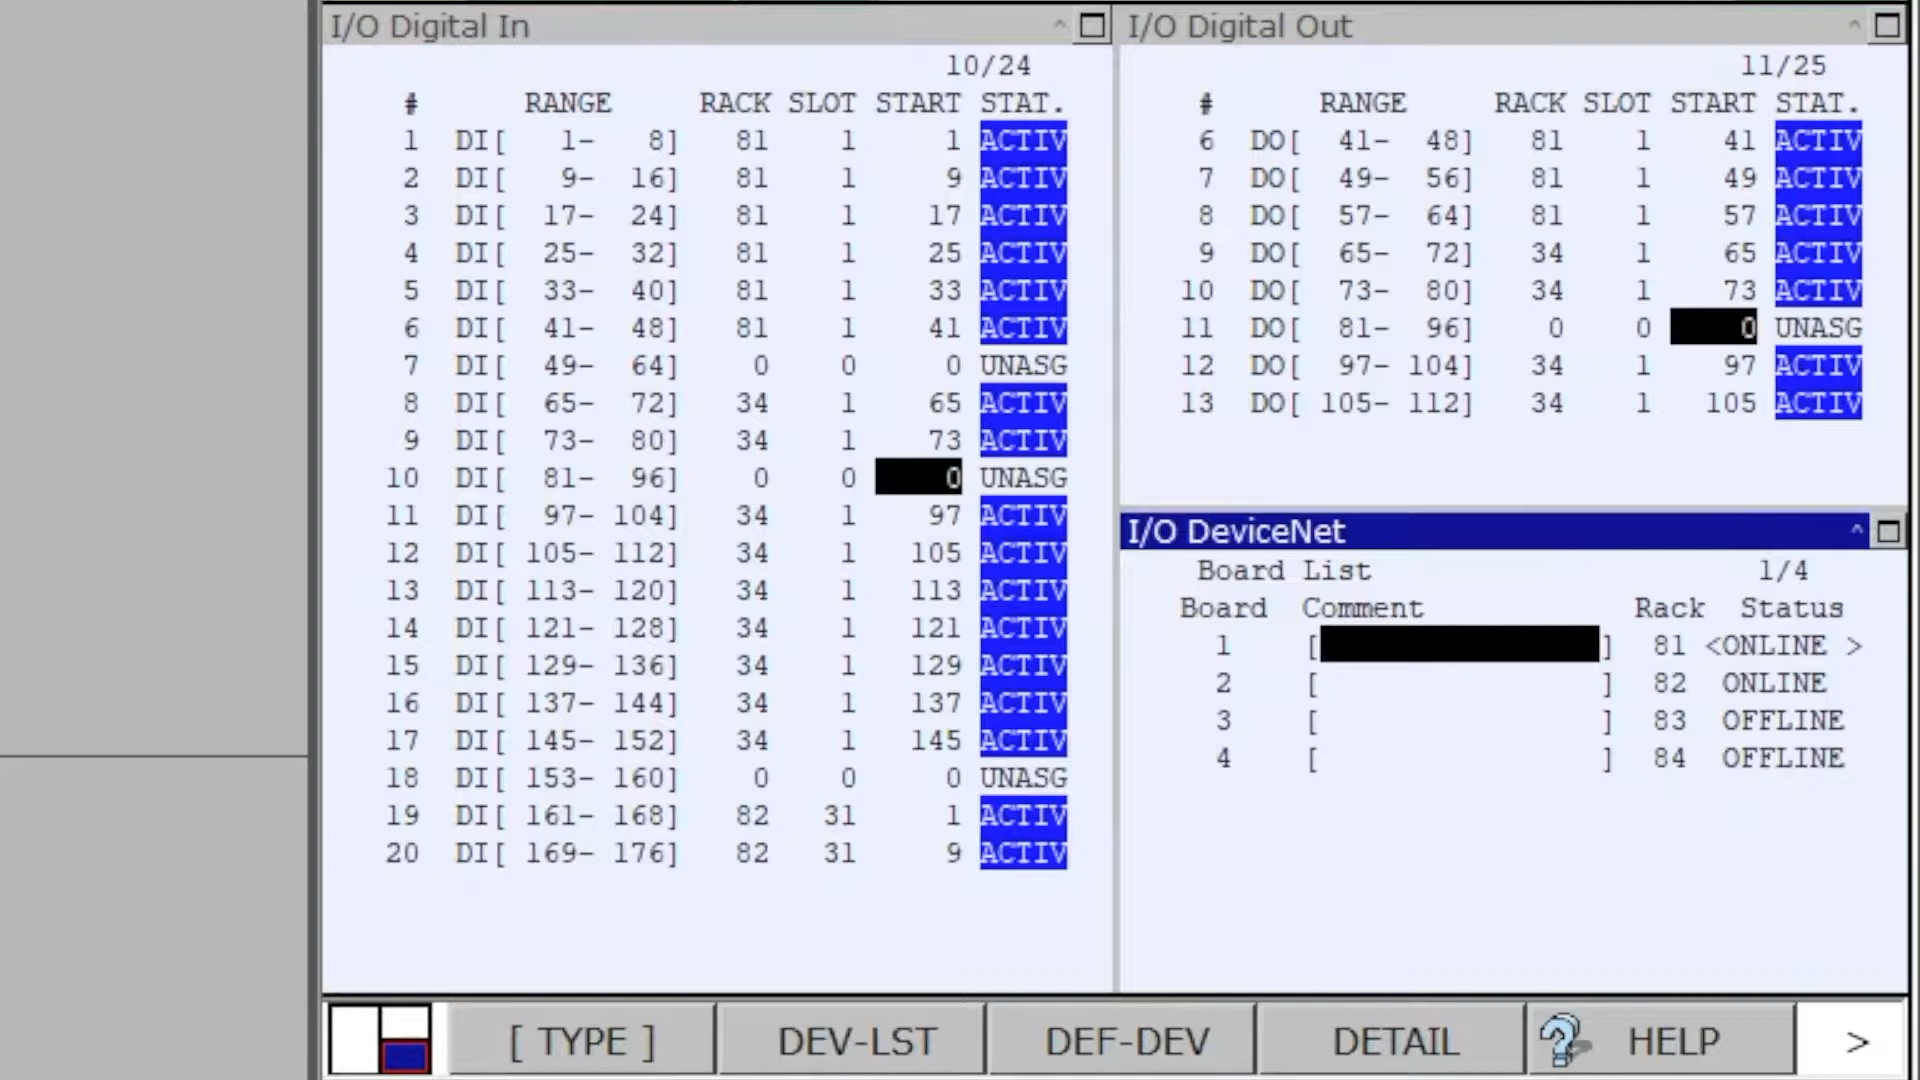 I/O Digital In
10/24
# RANGE RACK SLOT START STAT.
1 DI[ 1- 8] 81 1 1 ACTIV
2 DI[ 9- 16] 81 1 9 ACTIV
3 DI[ 17- 24] 81 1 17 ACTIV
4 DI[ 25- 32] 81 1 25 ACTIV
5 DI[ 33- 40] 81 1 33 ACTIV
6 DI[ 41- 48] 81 1 41 ACTIV
7 DI[ 49- 64] 0 0 0 UNASG
8 DI[ 65- 72] 34 1 65 ACTIV
9 DI[ 73- 80] 34 1 73 ACTIV
10 DI[ 81- 96] 0 0 0 UNASG
11 DI[ 97- 104] 34 1 97 ACTIV
12 DI[ 105- 112] 34 1 105 ACTIV
13 DI[ 113- 120] 34 1 113 ACTIV
14 DI[ 121- 128] 34 1 121 ACTIV
15 DI[ 129- 136] 34 1 129 ACTIV
16 DI[ 137- 144] 34 1 137 ACTIV
17 DI[ 145- 152] 34 1 145 ACTIV
18 DI[ 153- 160] 0 0 0 UNASG
19 DI[ 161- 168] 82 31 1 ACTIV
20 DI[ 169- 176] 82 31 9 ACTIV
I/O Digital Out
11/25
# RANGE RACK SLOT START STAT.
6 DO[ 41- 48] 81 1 41 ACTIV
7 DO[ 49- 56] 81 1 49 ACTIV
8 DO[ 57- 64] 81 1 57 ACTIV
9 DO[ 65- 72] 34 1 65 ACTIV
10 DO[ 73- 80] 34 1 73 ACTIV
11 DO[ 81- 96] 0 0 0 UNASG
12 DO[ 97- 104] 34 1 97 ACTIV
13 DO[ 105- 112] 34 1 105 ACTIV
I/O DeviceNet
Board List 1/4
Board Comment Rack Status
1 [ ] 81 <ONLINE >
2 [ ] 82 ONLINE
3 [ ] 83 OFFLINE
4 [ ] 84 OFFLINE
[ TYPE ] DEV-LST DEF-DEV DETAIL HELP >